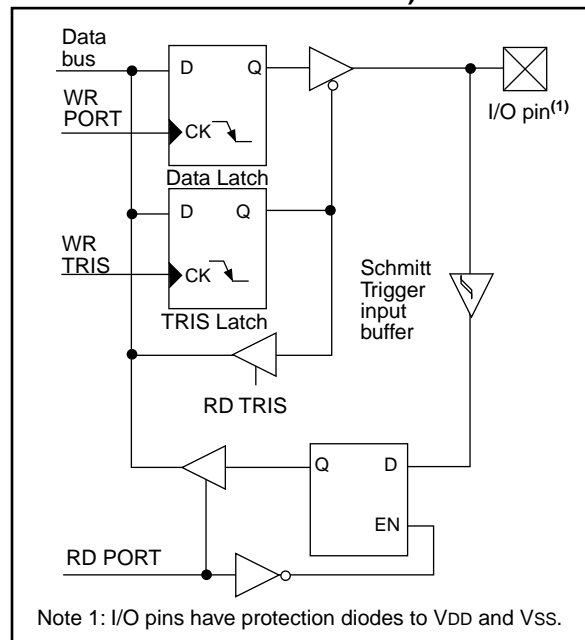 Data
bus
D Q
WR
PORT
CK
I/O pin(1)
Data Latch
D Q
WR
TRIS
CK
Schmitt
Trigger
input
buffer
TRIS Latch
RD TRIS
Q D
EN
RD PORT
Note 1: I/O pins have protection diodes to VDD and VSS.